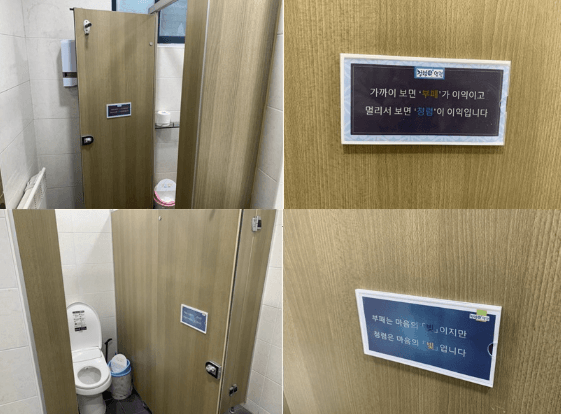 가까이 보면 '부패'가 이익이고
멀리서 보면 '청렴'이 이익입니다
부패는 마음의 「빚」이지만
청렴은 마음의 「빛」입니다